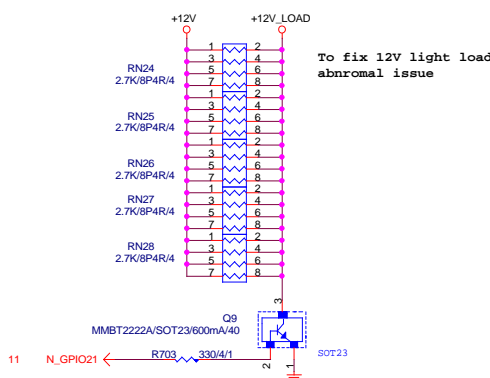 +12V +12V_LOAD
To fix 12V light load
abnromal issue
1 2
3 4
RN24 5 6
2.7K/8P4R/4 7 8
1 2
3 4
RN25 5 6
2.7K/8P4R/4 7 8
1 2
3 4
RN26 5 6
2.7K/8P4R/4 7 8
1 2
RN27 3 4
2.7K/8P4R/4 5 6
7 8
1 2
RN28 3 4
2.7K/8P4R/4 5 6
7 8
3
Q9
MMBT2222A/SOT23/600mA/40
SOT23
11 N_GPIO21 R703 330/4/1
2 1